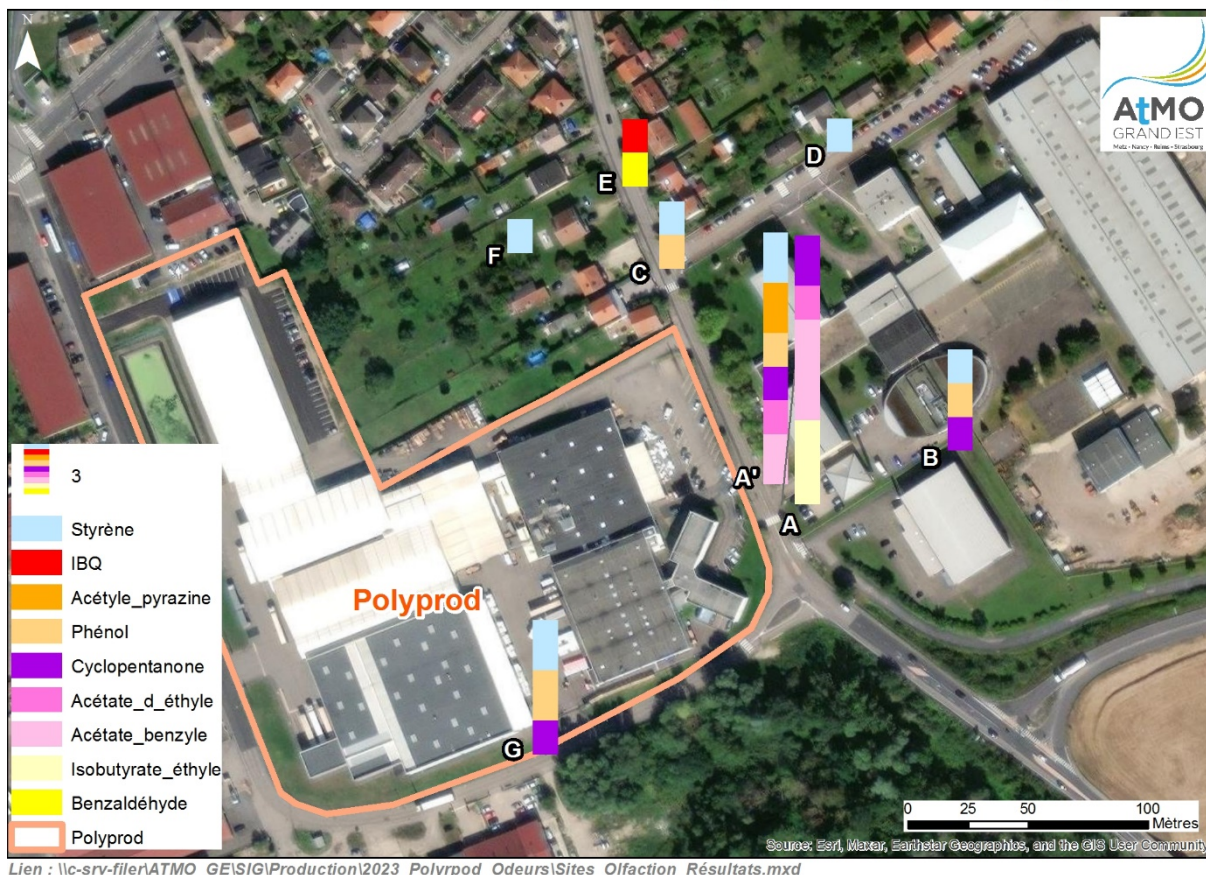 N
AtMO
GRAND EST
Metz - Nancy - Reims - Strasbourg
D
E
F
C
A'
A
B
G
Polyprod
3
Styrène
IBQ
Acétyle_pyrazine
Phénol
Cyclopentanone
Acétate_d_éthyle
Acétate_benzyle
Isobutyrate_éthyle
Benzaldéhyde
Polyprod
0 25 50 100
Mètres
Source: Esri, Maxar, Earthstar Geographics, and the GIS User Community
Lien : \\c-srv-filer\ATMO_GE\SIG\Production\2023_Polyrpod_Odeurs\Sites_Olfaction_Résultats.mxd